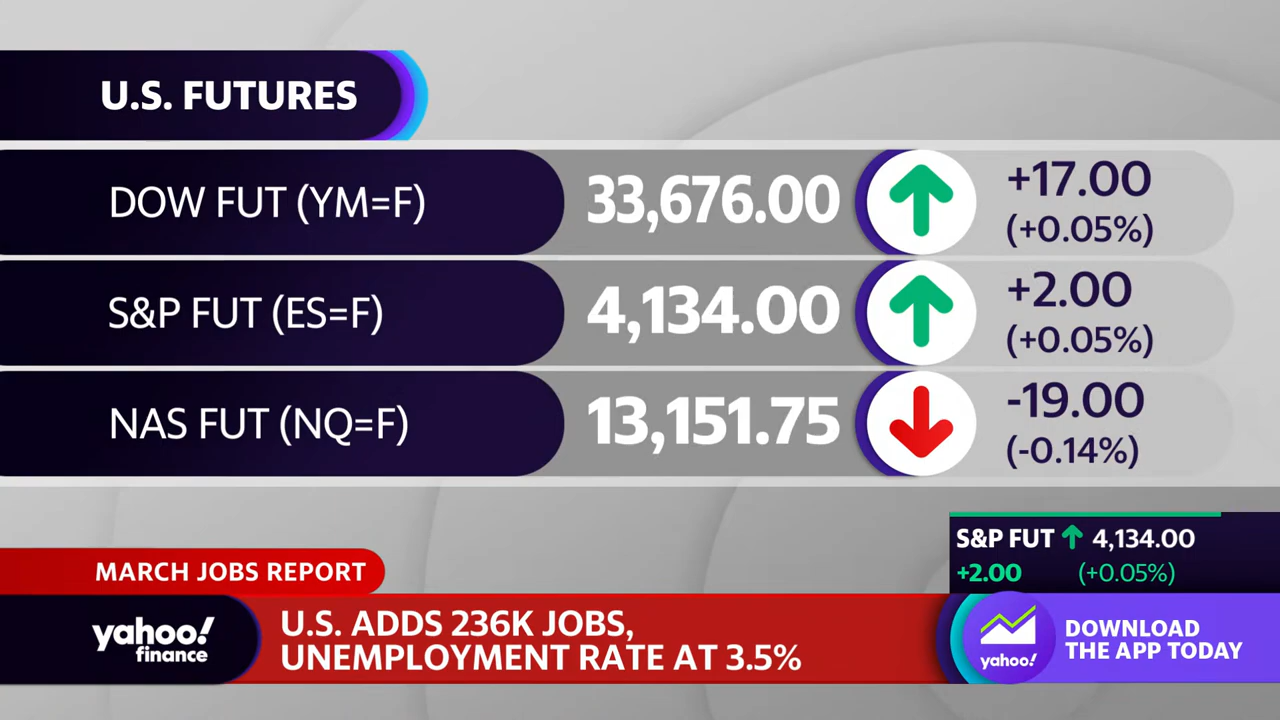 U.S. FUTURES
DOW FUT (YM=F) 33,676.00 +17.00
(+0.05%)
S&P FUT (ES=F) 4,134.00 +2.00
(+0.05%)
NAS FUT (NQ=F) 13,151.75 -19.00
(-0.14%)
S&P FUT 4,134.00
+2.00 (+0.05%)
MARCH JOBS REPORT
yahoo!
finance
U.S. ADDS 236K JOBS,
UNEMPLOYMENT RATE AT 3.5%
yahoo!
DOWNLOAD
THE APP TODAY